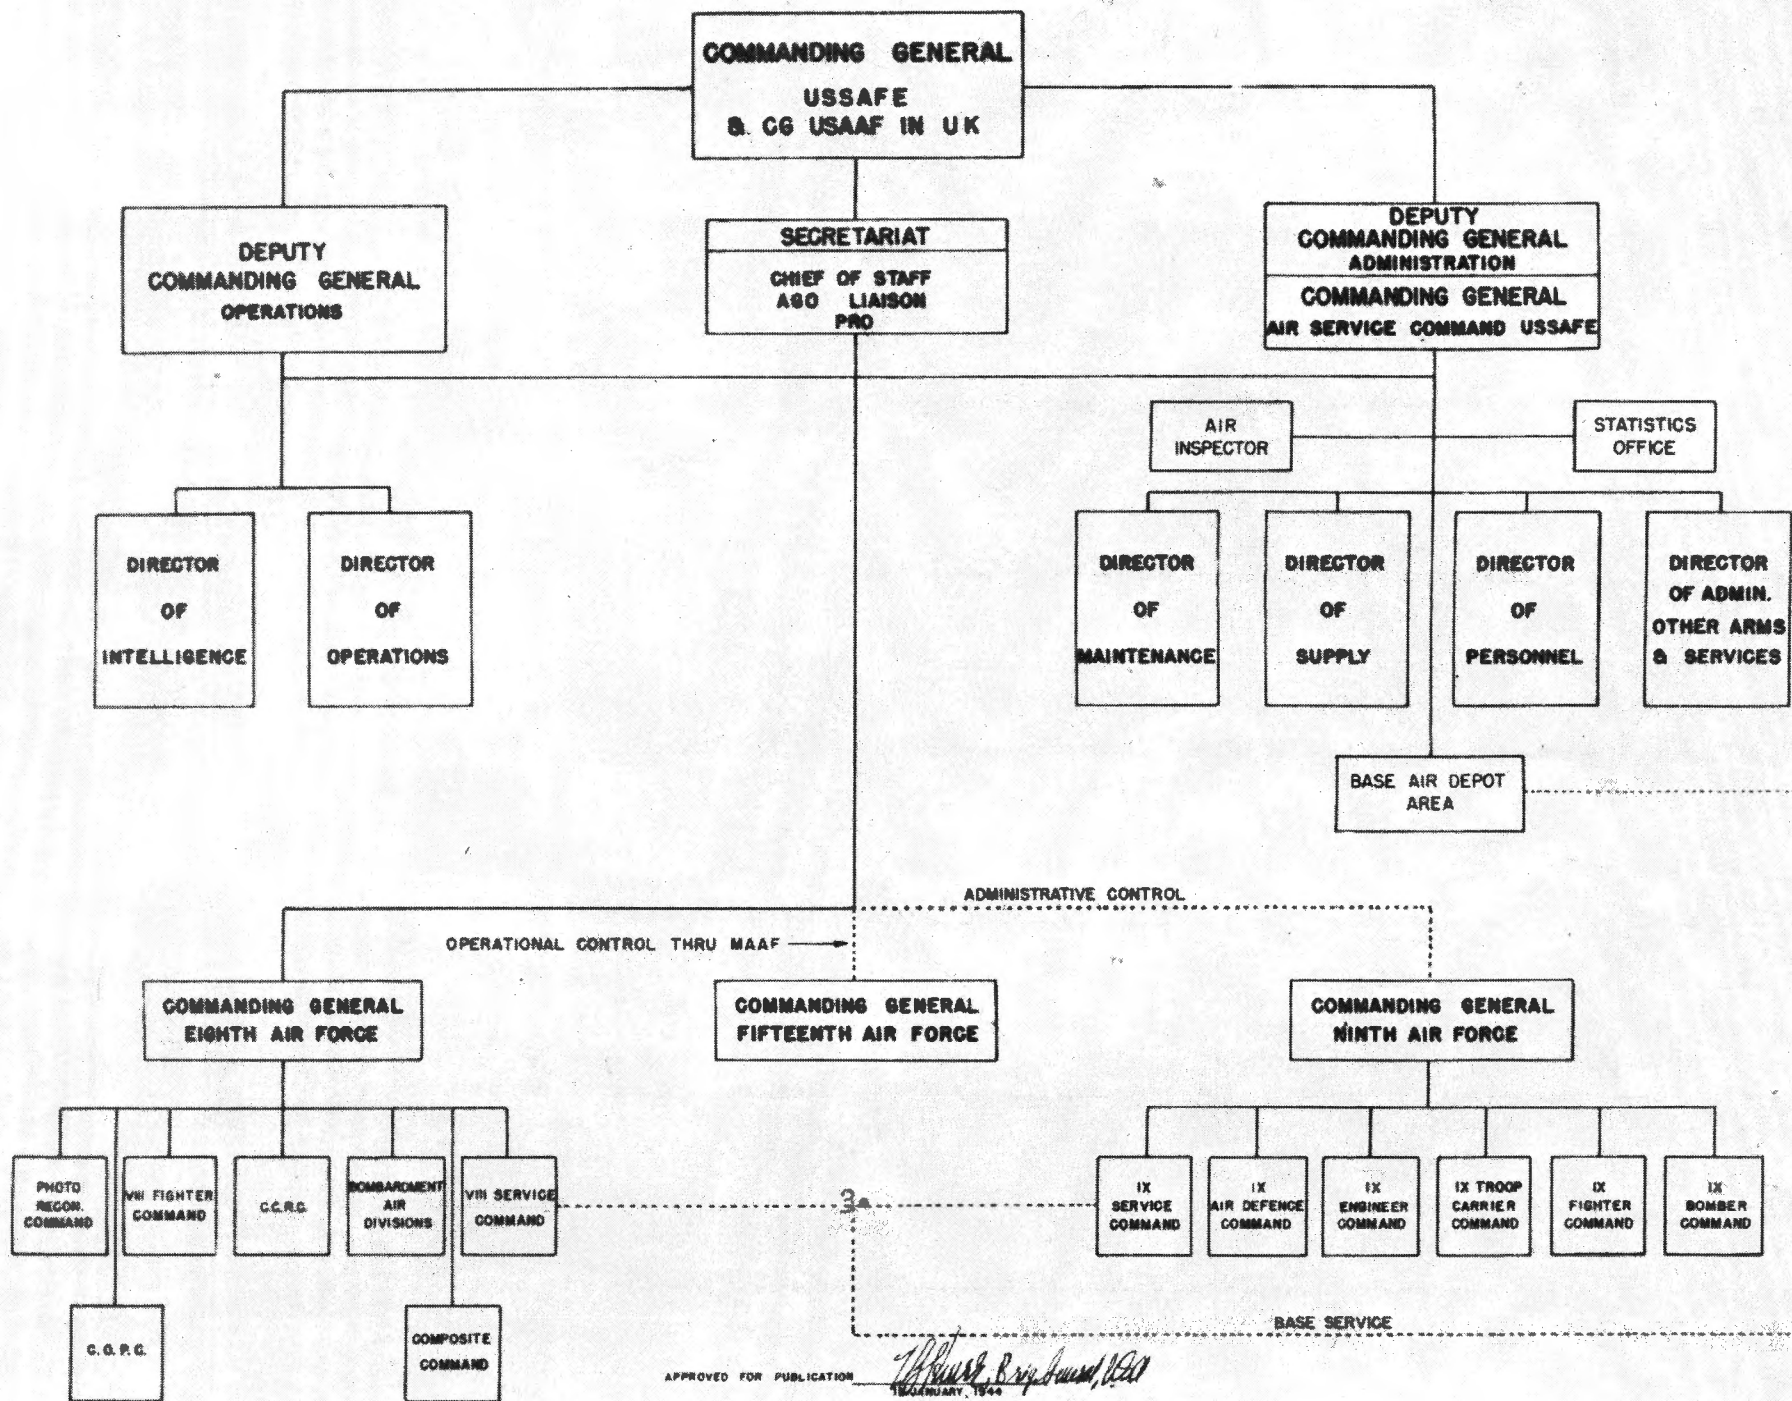 COMMANDING GENERAL
USSAFE
& CG USAAF IN UK
DEPUTY
COMMANDING GENERAL
OPERATIONS
SECRETARIAT
CHIEF OF STAFF
AGO LIAISON
PRO
DEPUTY
COMMANDING GENERAL
ADMINISTRATION
COMMANDING GENERAL
AIR SERVICE COMMAND USSAFE
AIR
INSPECTOR
STATISTICS
OFFICE
DIRECTOR
OF
INTELLIGENCE
DIRECTOR
OF
OPERATIONS
DIRECTOR
OF
MAINTENANCE
DIRECTOR
OF
SUPPLY
DIRECTOR
OF
PERSONNEL
DIRECTOR
OF ADMIN.
OTHER ARMS
& SERVICES
BASE AIR DEPOT
AREA
ADMINISTRATIVE CONTROL
OPERATIONAL CONTROL THRU MAAF
COMMANDING GENERAL
EIGHTH AIR FORCE
COMMANDING GENERAL
FIFTEENTH AIR FORCE
COMMANDING GENERAL
NINTH AIR FORCE
PHOTO
RECON.
COMMAND
VIII FIGHTER
COMMAND
C.C.R.C.
BOMBARDMENT
AIR
DIVISIONS
VIII SERVICE
COMMAND
3
IX
SERVICE
COMMAND
IX
AIR DEFENCE
COMMAND
IX
ENGINEER
COMMAND
IX TROOP
CARRIER
COMMAND
IX
FIGHTER
COMMAND
IX
BOMBER
COMMAND
C.O.P.C.
COMPOSITE
COMMAND
BASE SERVICE
APPROVED FOR PUBLICATION
Brig. General, USA
JANUARY, 1944